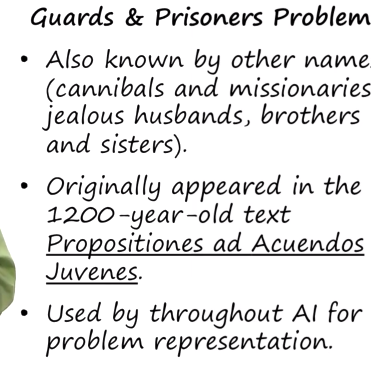 Guards & Prisoners Problem
• Also known by other name
(cannibals and missionaries
jealous husbands, brothers
and sisters).
• Originally appeared in the
1200-year-old text
Propositiones ad Acuendos
Juvenes.
• Used by throughout AI for
problem representation.